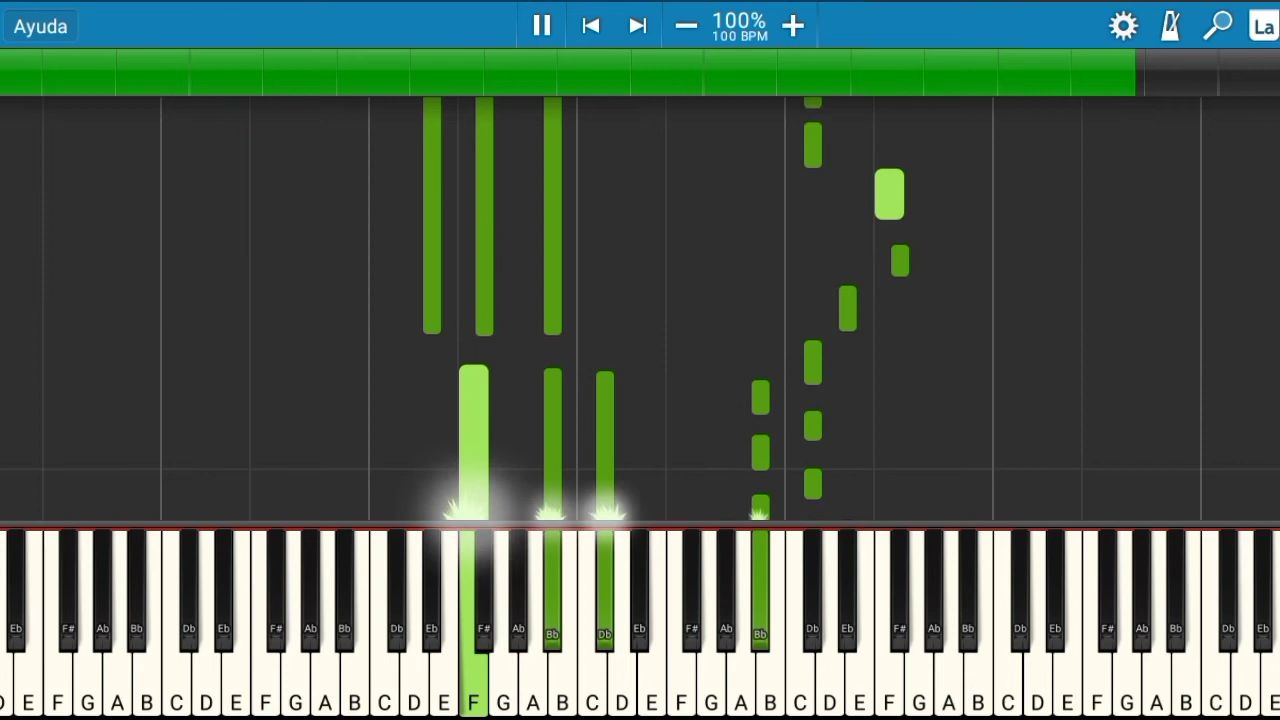 Ayuda
100%
100 BPM
La
Eb F# Ab Bb Db Eb F# Ab Bb Db Eb F# Ab Bb Db Eb F# Ab Bb Db Eb F# Ab Bb Db Eb F# Ab Bb Db Eb
D E F G A B C D E F G A B C D E F G A B C D E F G A B C D E F G A B C D E F G A B C D E